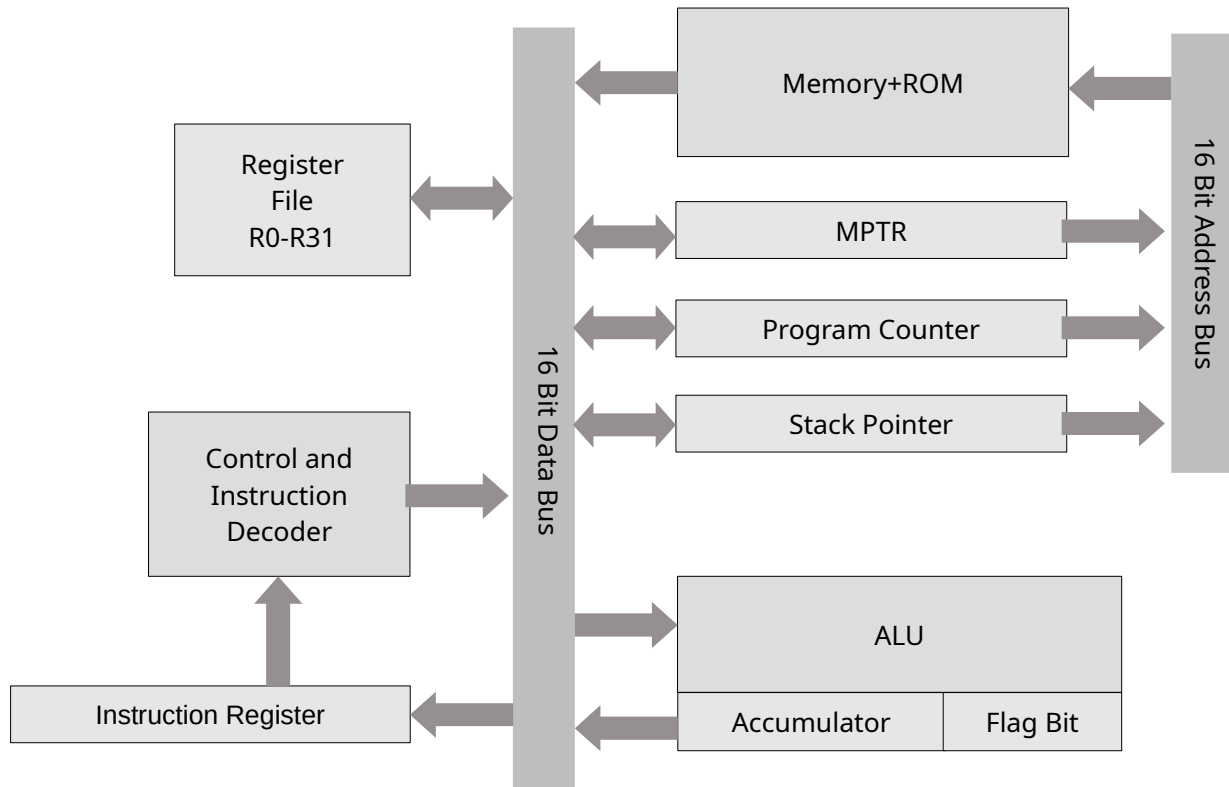 Memory+ROM
16 Bit Address Bus
Register
File
R0-R31
MPTR
Program Counter
16 Bit Data Bus
Stack Pointer
Control and
Instruction
Decoder
ALU
Instruction Register
Accumulator
Flag Bit